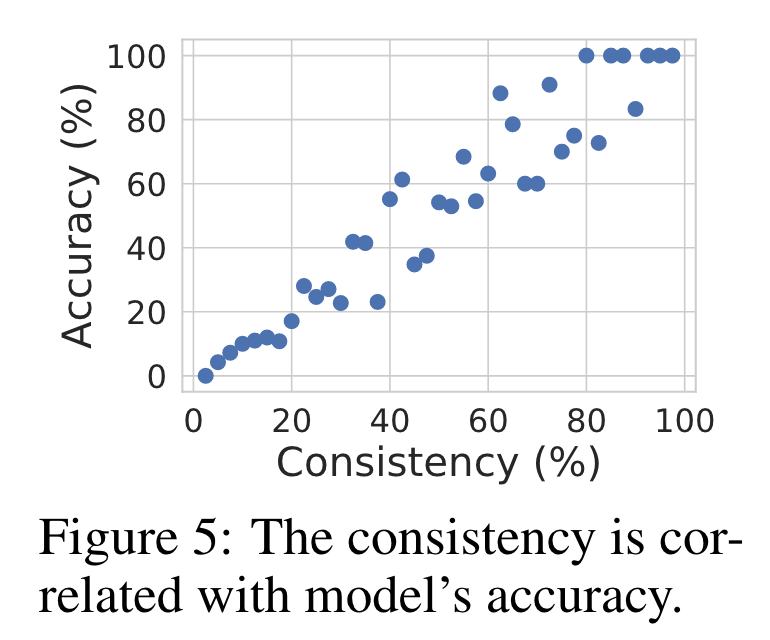 100
80
60
40
20
0
Accuracy (%)
0 20 40 60 80 100
Consistency (%)
Figure 5: The consistency is cor-
related with model's accuracy.